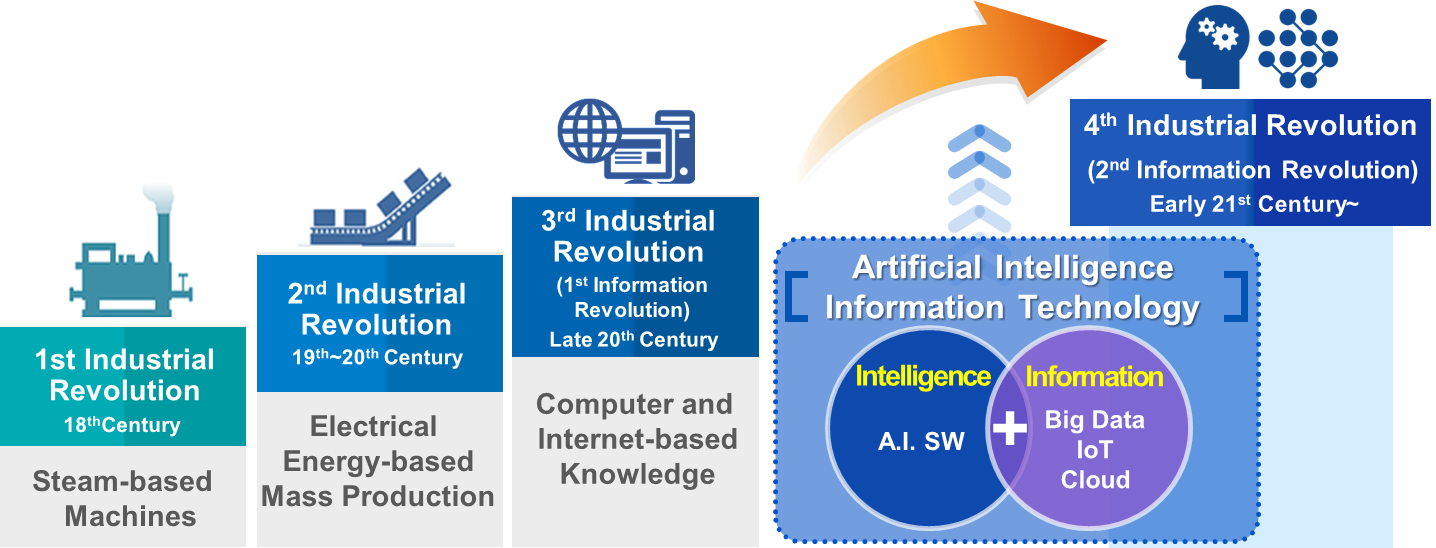 1st Industrial
Revolution
18thCentury
Steam-based
Machines
2nd Industrial
Revolution
19th~20th Century
Electrical
Energy-based
Mass Production
3rd Industrial
Revolution
(1st Information
Revolution)
Late 20th Century
Computer and
Internet-based
Knowledge
Artificial Intelligence
Information Technology
Intelligence
A.I. SW
+
Information
Big Data
IoT
Cloud
4th Industrial Revolution
(2nd Information Revolution)
Early 21st Century~